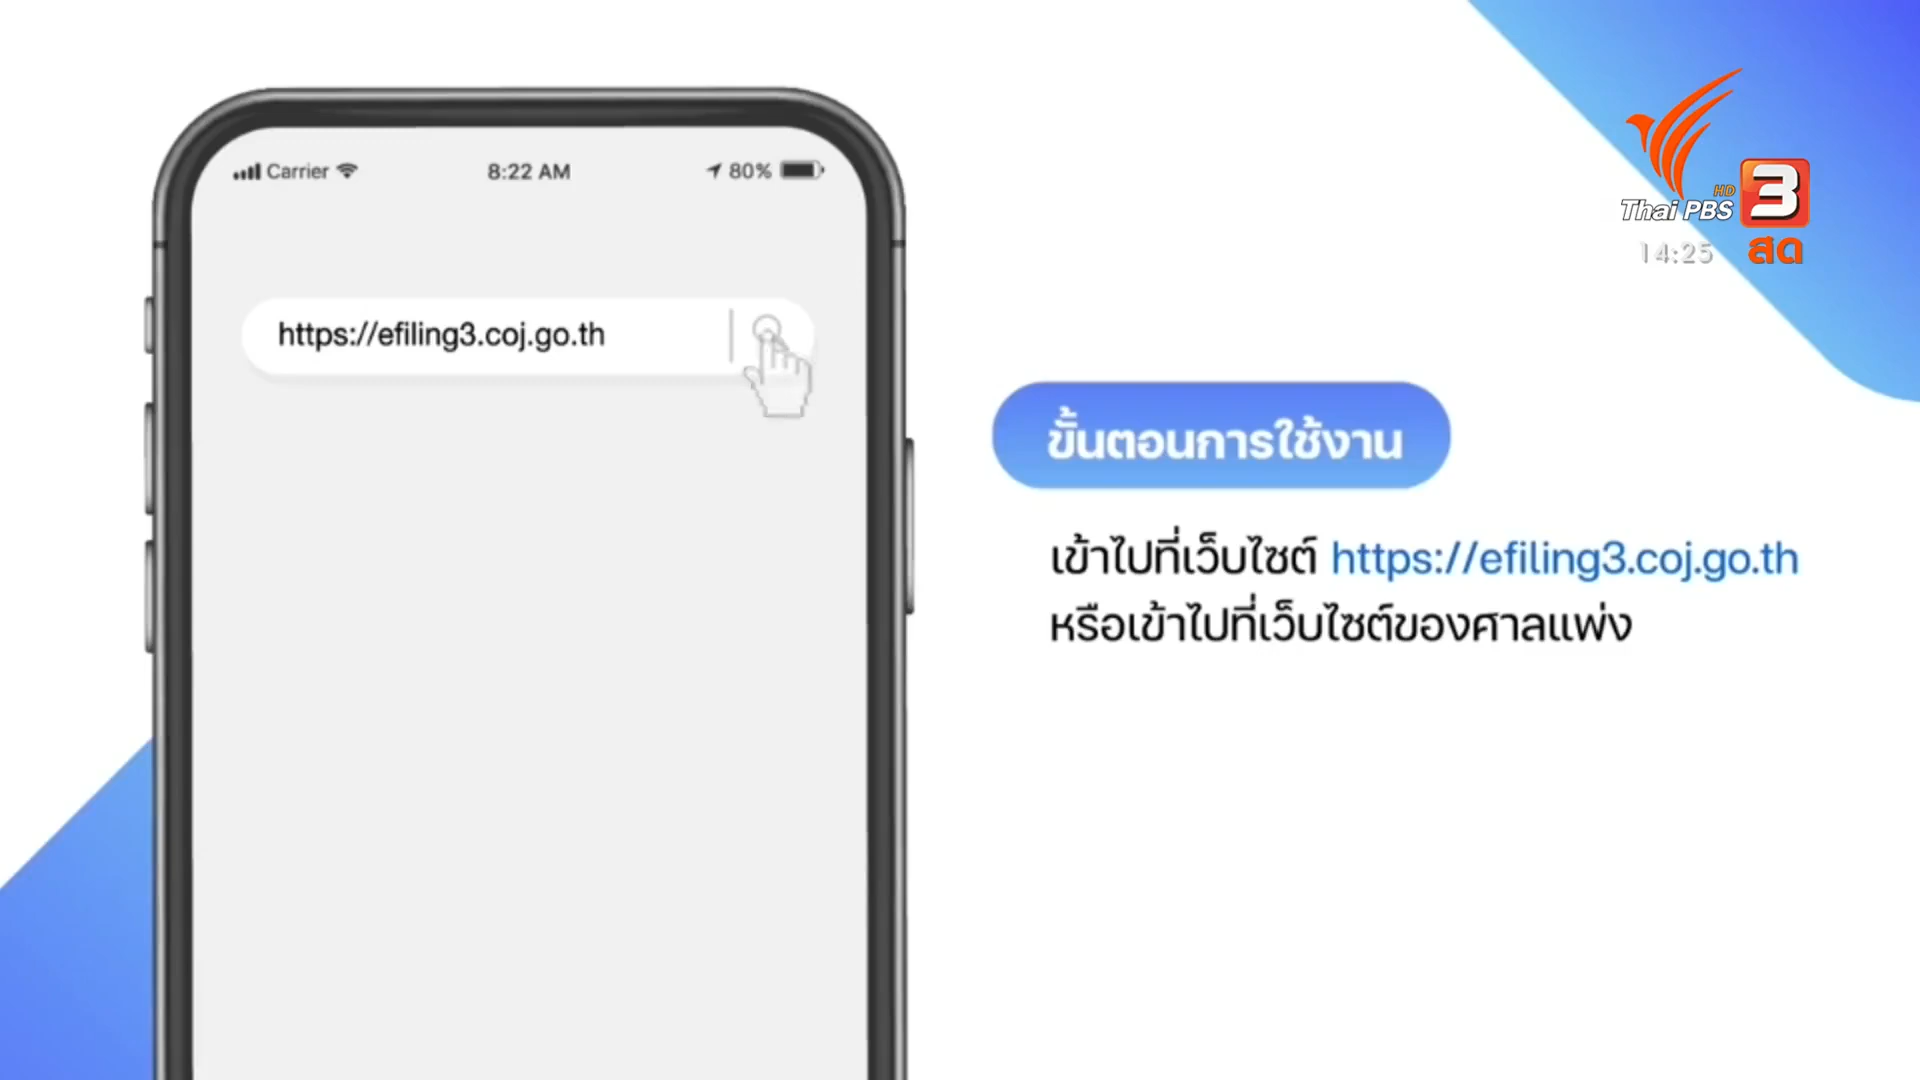 Carrier 8:22 AM 80%
https://efiling3.coj.go.th
HD
Thai PBS 3
14:25 สด
ขั้นตอนการใช้งาน
เข้าไปที่เว็บไซต์ https://efiling3.coj.go.th
หรือเข้าไปที่เว็บไซต์ของศาลแพ่ง